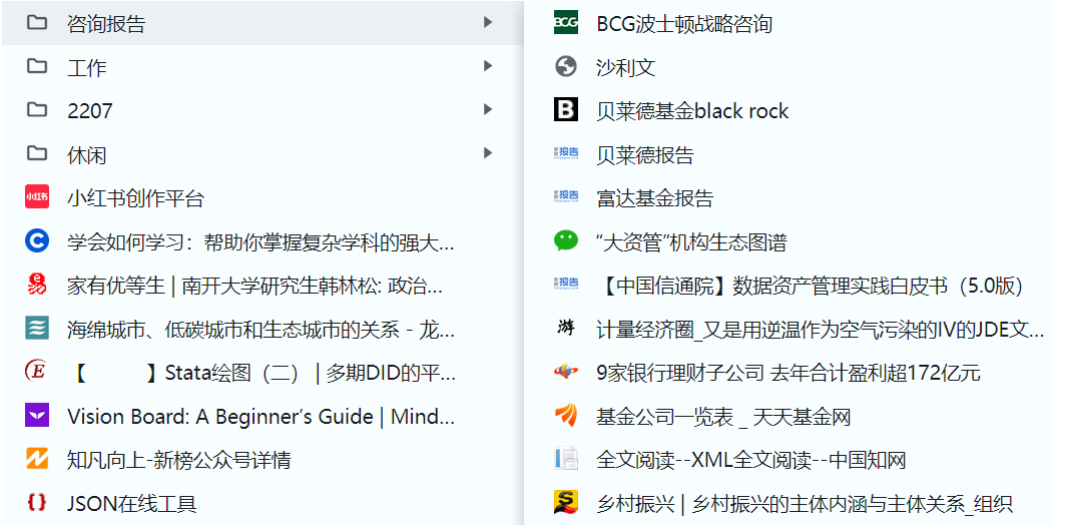 咨询报告
工作
2207
休闲
小红书创作平台
学会如何学习：帮助你掌握复杂学科的强大...
家有优等生 | 南开大学研究生韩林松: 政治...
海绵城市、低碳城市和生态城市的关系 - 龙...
【 】Stata绘图（二） | 多期DID的平...
Vision Board: A Beginner's Guide | Mind...
知凡向上-新榜公众号详情
JSON在线工具
BCG波士顿战略咨询
沙利文
贝莱德基金black rock
贝莱德报告
富达基金报告
“大资管”机构生态图谱
【中国信通院】数据资产管理实践白皮书（5.0版）
计量经济圈_又是用逆温作为空气污染的IV的JDE文...
9家银行理财子公司 去年合计盈利超172亿元
基金公司一览表 _ 天天基金网
全文阅读--XML全文阅读--中国知网
乡村振兴 | 乡村振兴的主体内涵与主体关系_组织